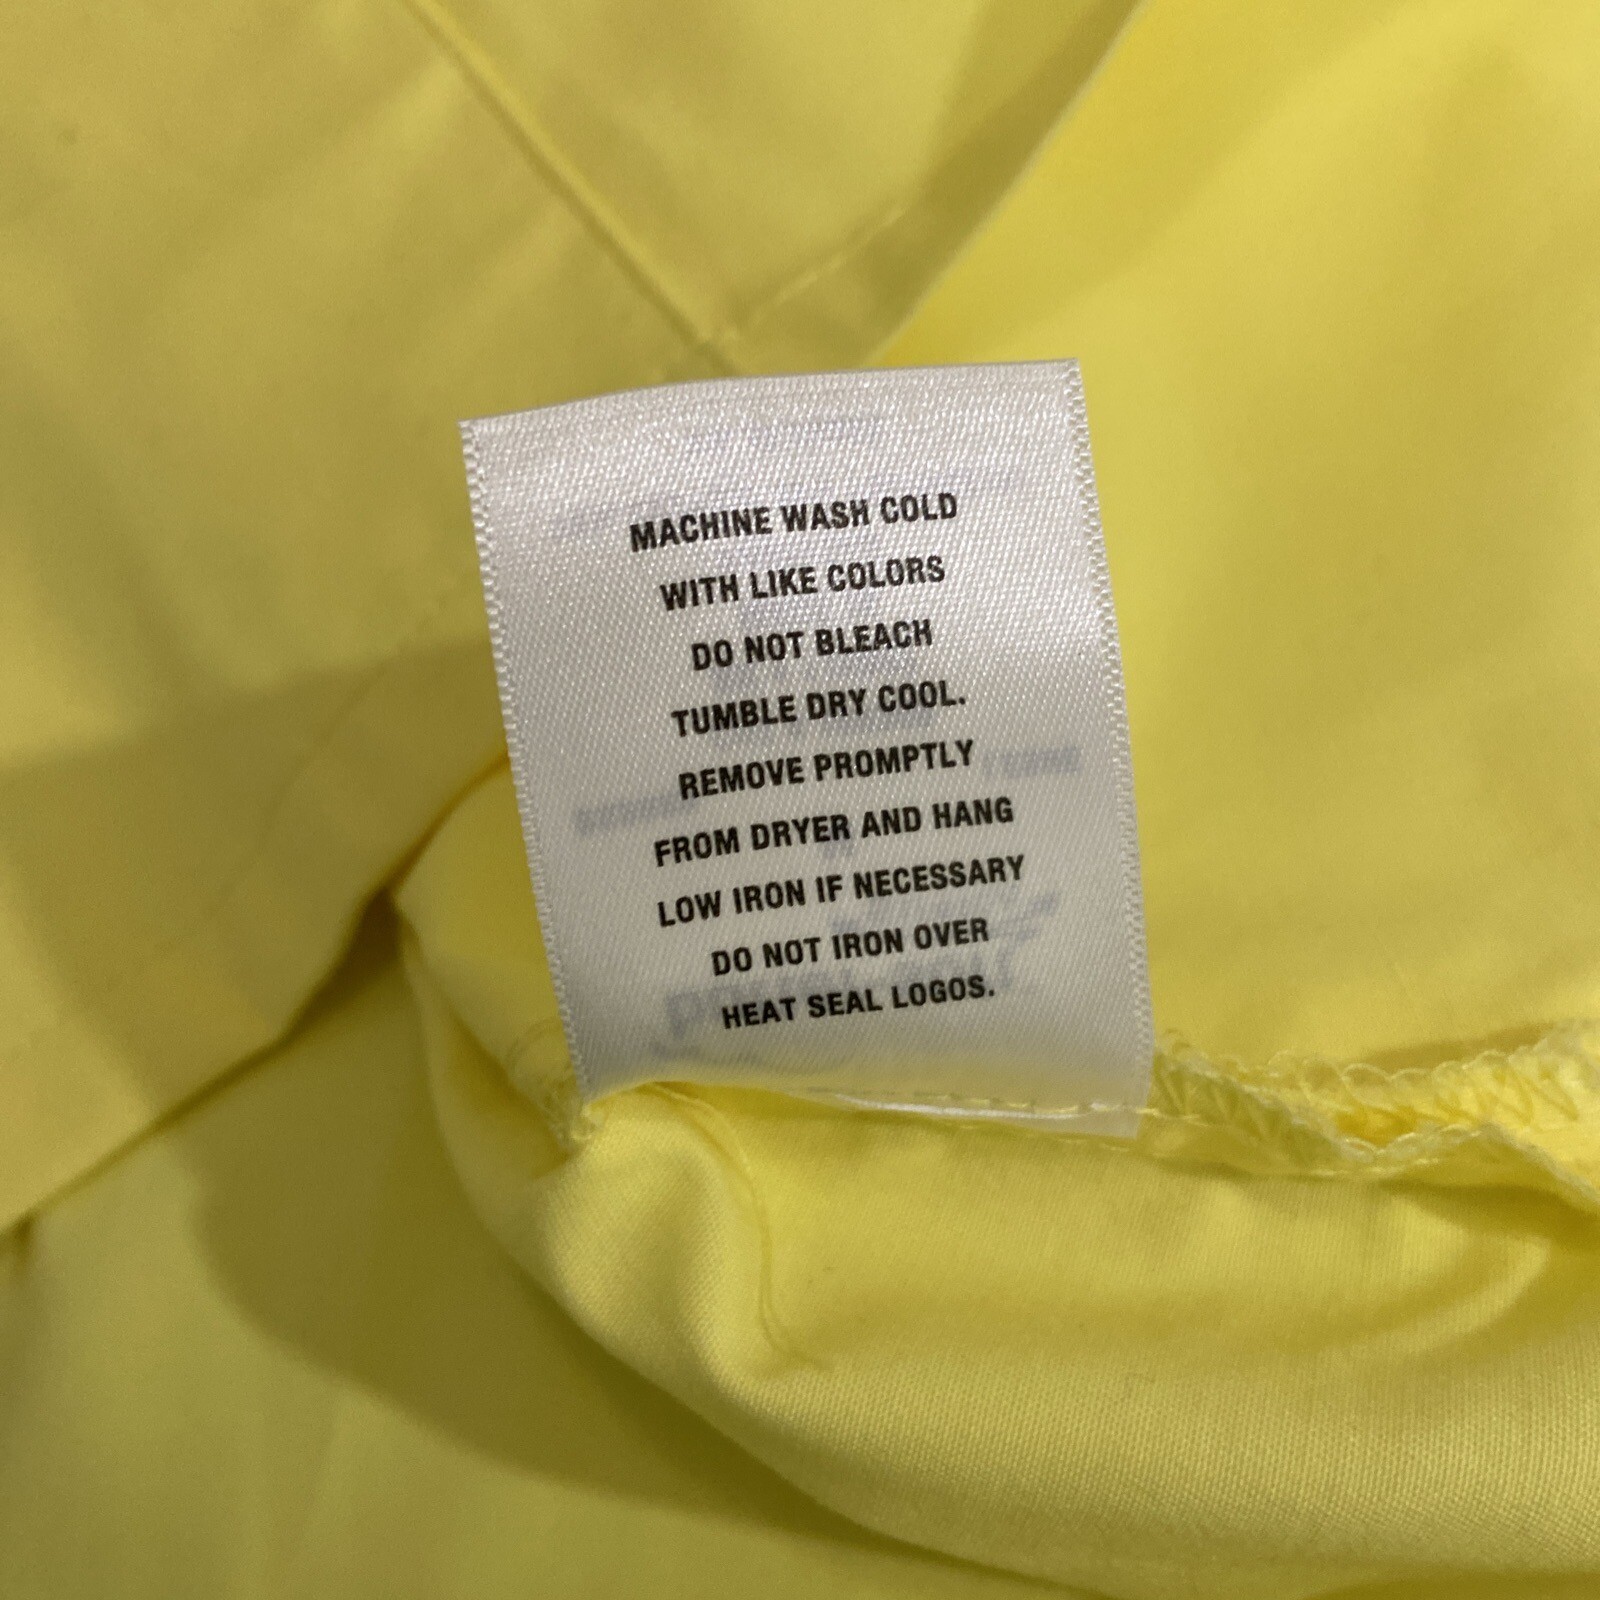 MACHINE WASH COLD
WITH LIKE COLORS
DO NOT BLEACH
TUMBLE DRY COOL.
REMOVE PROMPTLY
FROM DRYER AND HANG
LOW IRON IF NECESSARY
DO NOT IRON OVER
HEAT SEAL LOGOS.